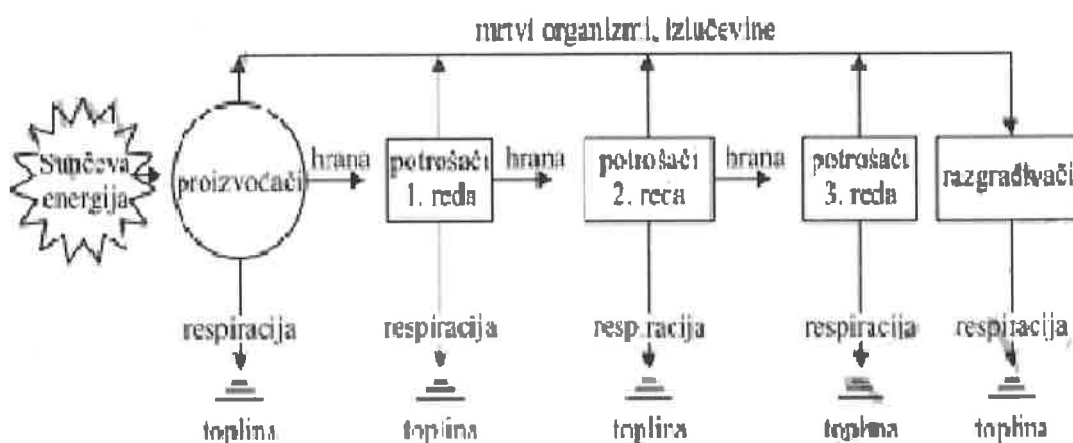 mrtvi organizmi, izlučevine
Sunčeva
energija
proizvođači
hrana
potrošači
1. reda
hrana
potrošači
2. reda
hrana
potrošači
3. reda
razgrađivači
respiracija
respiracija
respiracija
respiracija
respiracija
toplina
toplina
toplina
toplina
toplina